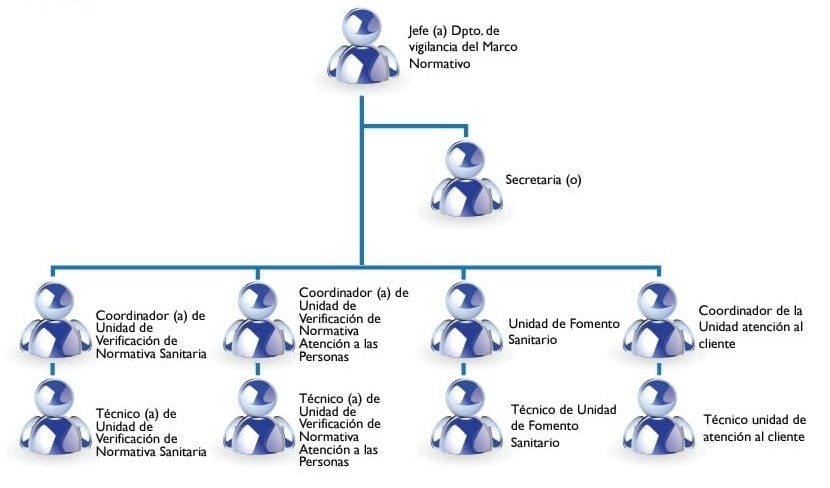 Jefe (a) Dpto. de
vigilancia del Marco
Normativo
Secretaria (o)
Coordinador (a) de
Unidad de
Verificación de
Normativa Sanitaria
Coordinador (a) de
Unidad de
Verificación de
Normativa
Atención a las
Personas
Unidad de Fomento
Sanitario
Coordinador de la
Unidad atención al
cliente
Técnico (a) de
Unidad de
Verificación de
Normativa Sanitaria
Técnico (a) de
Unidad de
Verificación de
Normativa
Atención a las
Personas
Técnico de Unidad
de Fomento
Sanitario
Técnico unidad de
atención al cliente